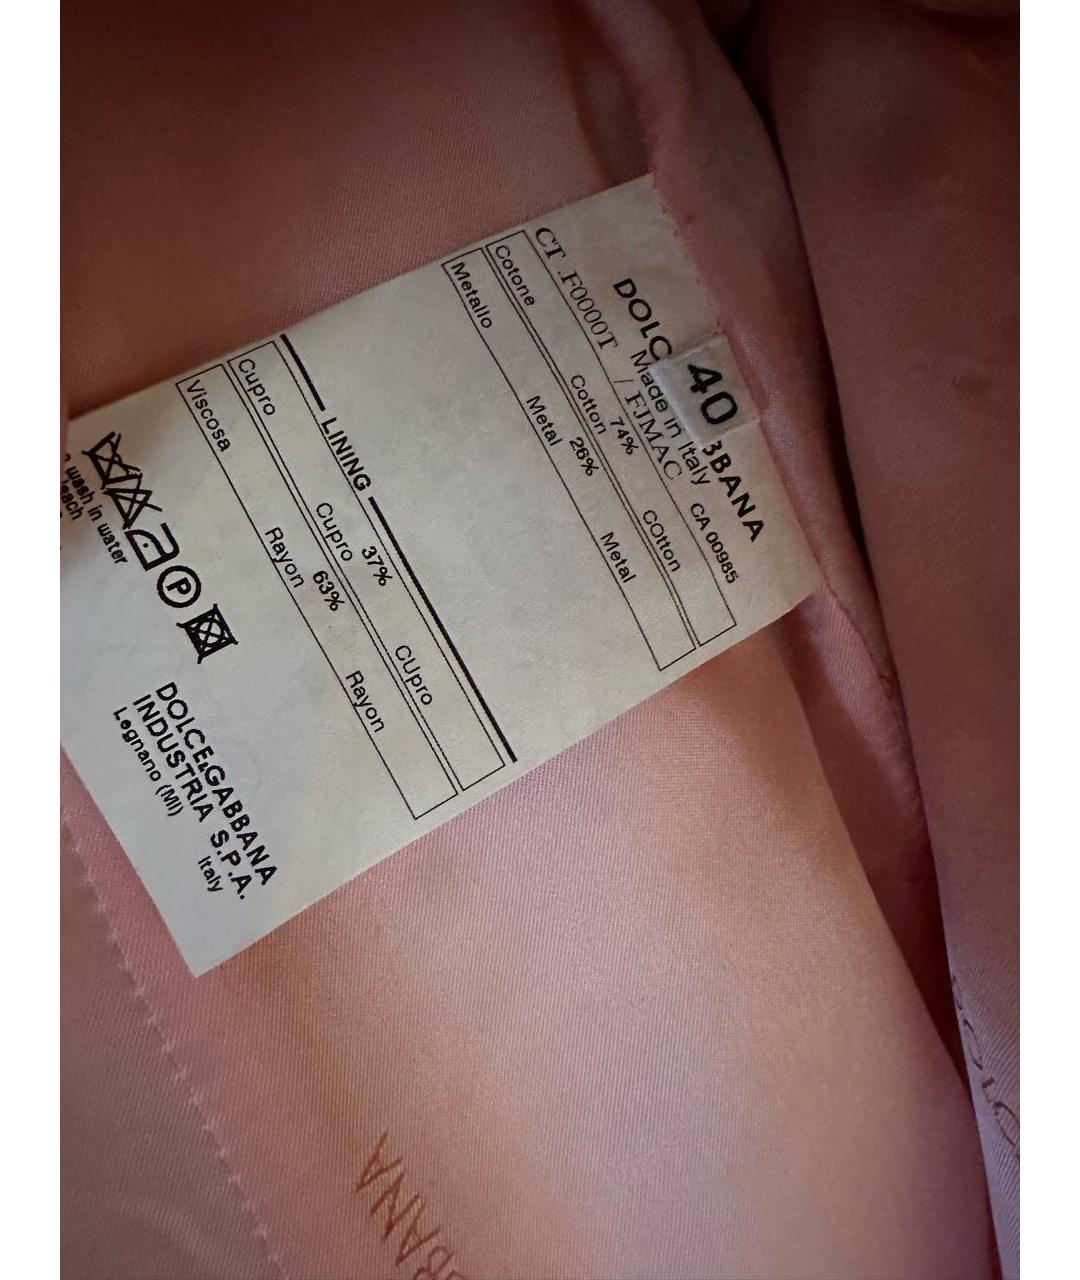 40
DOLC BBANA
Made in Italy
CA 00985
CT .F0000T / FJMAC
Cotone Cotton 74% COtton
Metallo Metal 26% Metal
LINING
Cupro Cupro 37% CUpro
Viscosa Rayon 63% Rayon
P
wash in water
DOLCE&GABBANA
INDUSTRIA S.P.A.
Legnano (MI) Italy
BANA